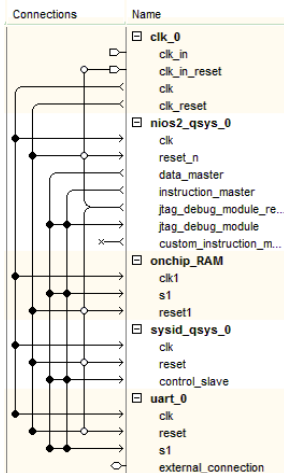 Connections Name
clk_0
clk_in
clk_in_reset
clk
clk_reset
nios2_qsys_0
clk
reset_n
data_master
instruction_master
jtag_debug_module_re...
jtag_debug_module
custom_instruction_m...
onchip_RAM
clk1
s1
reset1
sysid_qsys_0
clk
reset
control_slave
uart_0
clk
reset
s1
external_connection